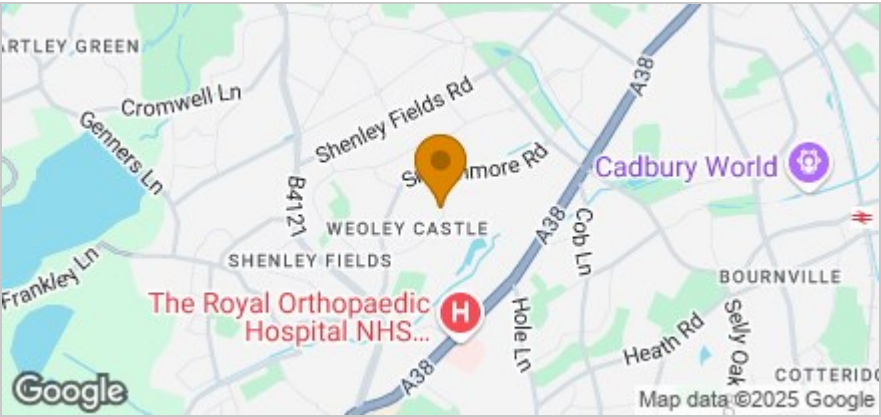 ARTLEY GREEN
Cromwell Ln
Genners Ln
Shenley Fields Rd
A38
nmore Rd
Cadbury World
B4121
WEOLEY CASTLE
A38
Cob Ln
SHENLEY FIELDS
Frankley Ln
BOURNVILLE
The Royal Orthopaedic
Hospital NHS...
H
Hole Ln
Selly Oak
Heath Rd
A38
COTTERIDG
Google
Map data ©2025 Google